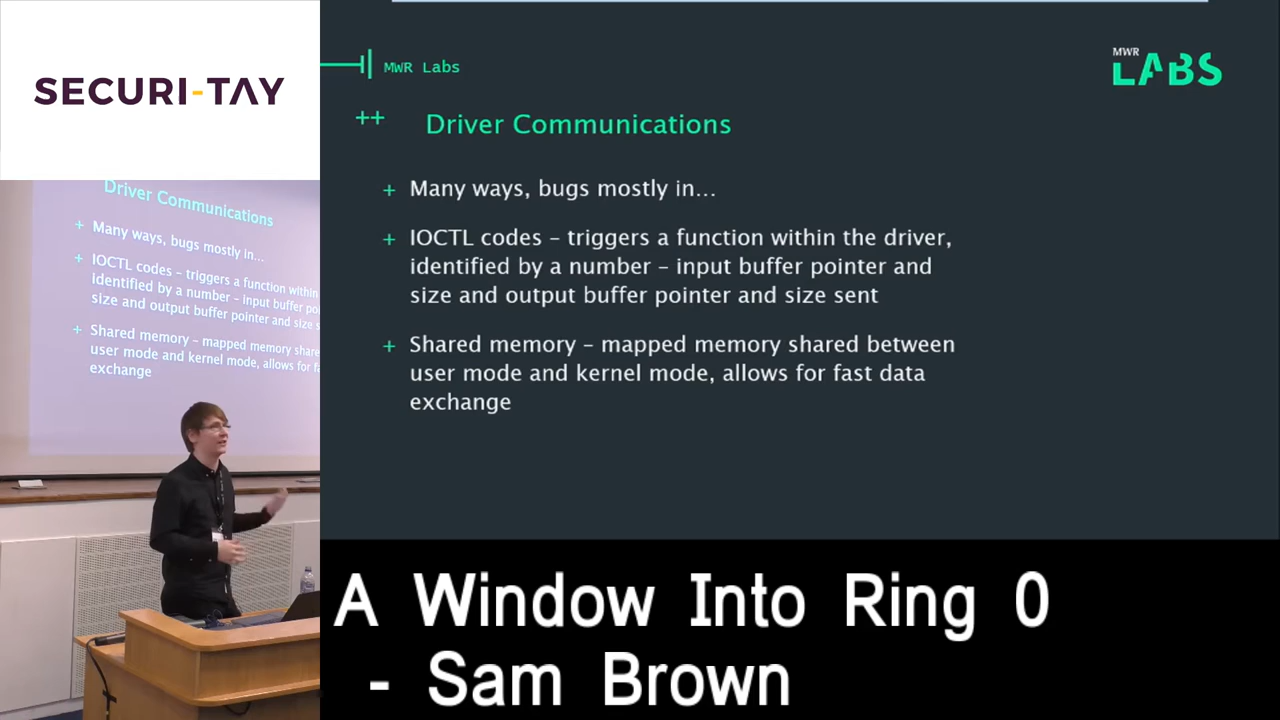 SECURI-TAY
MWR Labs
MWR
LABS
++ Driver Communications
+ Many ways, bugs mostly in…
+ IOCTL codes – triggers a function within the driver,
identified by a number – input buffer pointer and
size and output buffer pointer and size sent
+ Shared memory – mapped memory shared between
user mode and kernel mode, allows for fast data
exchange
Driver Communications
+ Many ways, bugs mostly in…
+ IOCTL codes – triggers a function within
identified by a number – input buffer po
size and output buffer pointer and size s
+ Shared memory – mapped memory share
user mode and kernel mode, allows for fa
exchange
A Window Into Ring 0
- Sam Brown